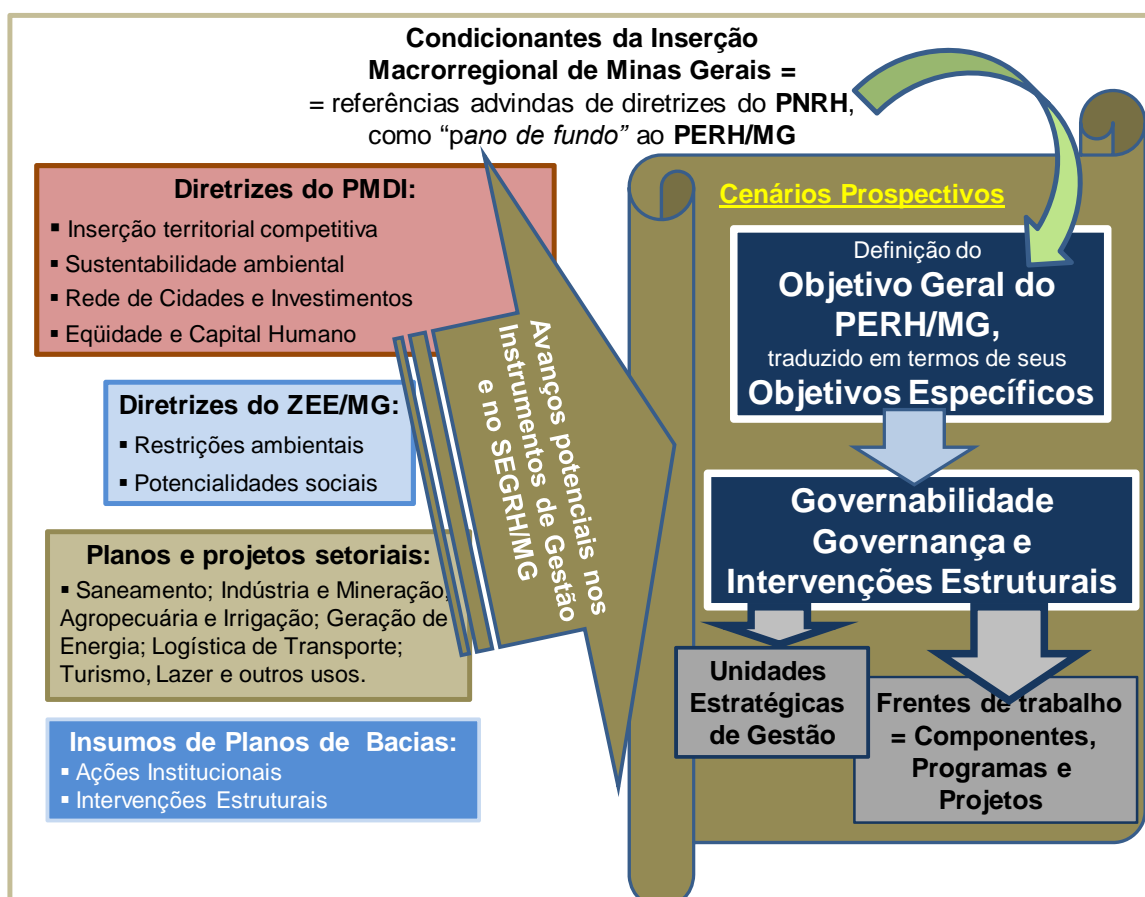 Condicionantes da Inserção
Macrorregional de Minas Gerais =
= referências advindas de diretrizes do PNRH,
como “pano de fundo” ao PERH/MG
Diretrizes do PMDI:
▪ Inserção territorial competitiva
▪ Sustentabilidade ambiental
▪ Rede de Cidades e Investimentos
▪ Eqüidade e Capital Humano
Diretrizes do ZEE/MG:
▪ Restrições ambientais
▪ Potencialidades sociais
Planos e projetos setoriais:
▪ Saneamento; Indústria e Mineração;
Agropecuária e Irrigação; Geração de
Energia; Logística de Transporte;
Turismo, Lazer e outros usos.
Insumos de Planos de Bacias:
▪ Ações Institucionais
▪ Intervenções Estruturais
Avanços potenciais nos
Instrumentos de Gestão
e no SEGRH/MG
Cenários Prospectivos
Definição do
Objetivo Geral do
PERH/MG,
traduzido em termos de seus
Objetivos Específicos
Governabilidade
Governança e
Intervenções Estruturais
Unidades
Estratégicas
de Gestão
Frentes de trabalho
= Componentes,
Programas e
Projetos